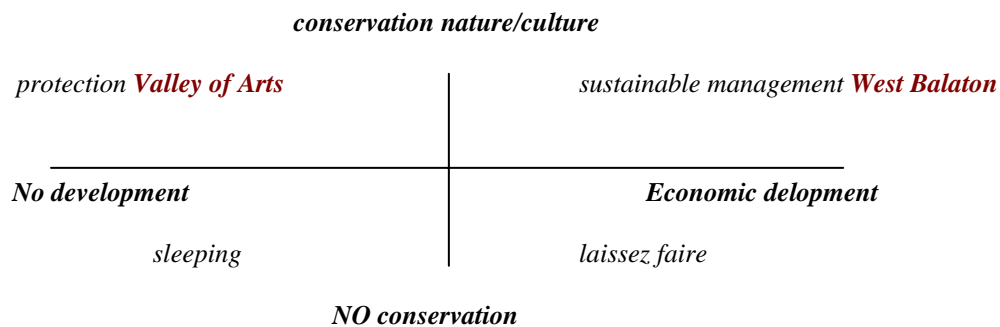 conservation nature/culture
protection Valley of Arts
sustainable management West Balaton
No development
Economic delopment
sleeping
laissez faire
NO conservation